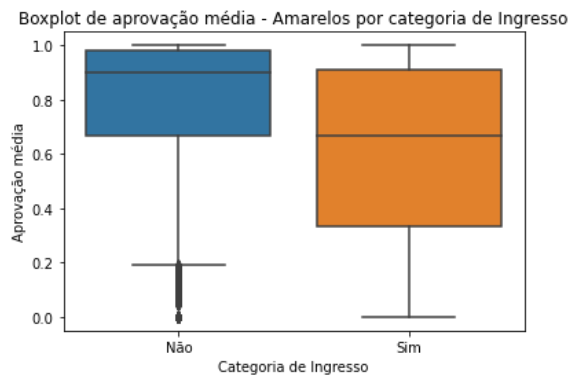 Boxplot de aprovação média - Amarelos por categoria de Ingresso
1.0
0.8
0.6
0.4
0.2
0.0
Aprovação média
Não Sim
Categoria de Ingresso